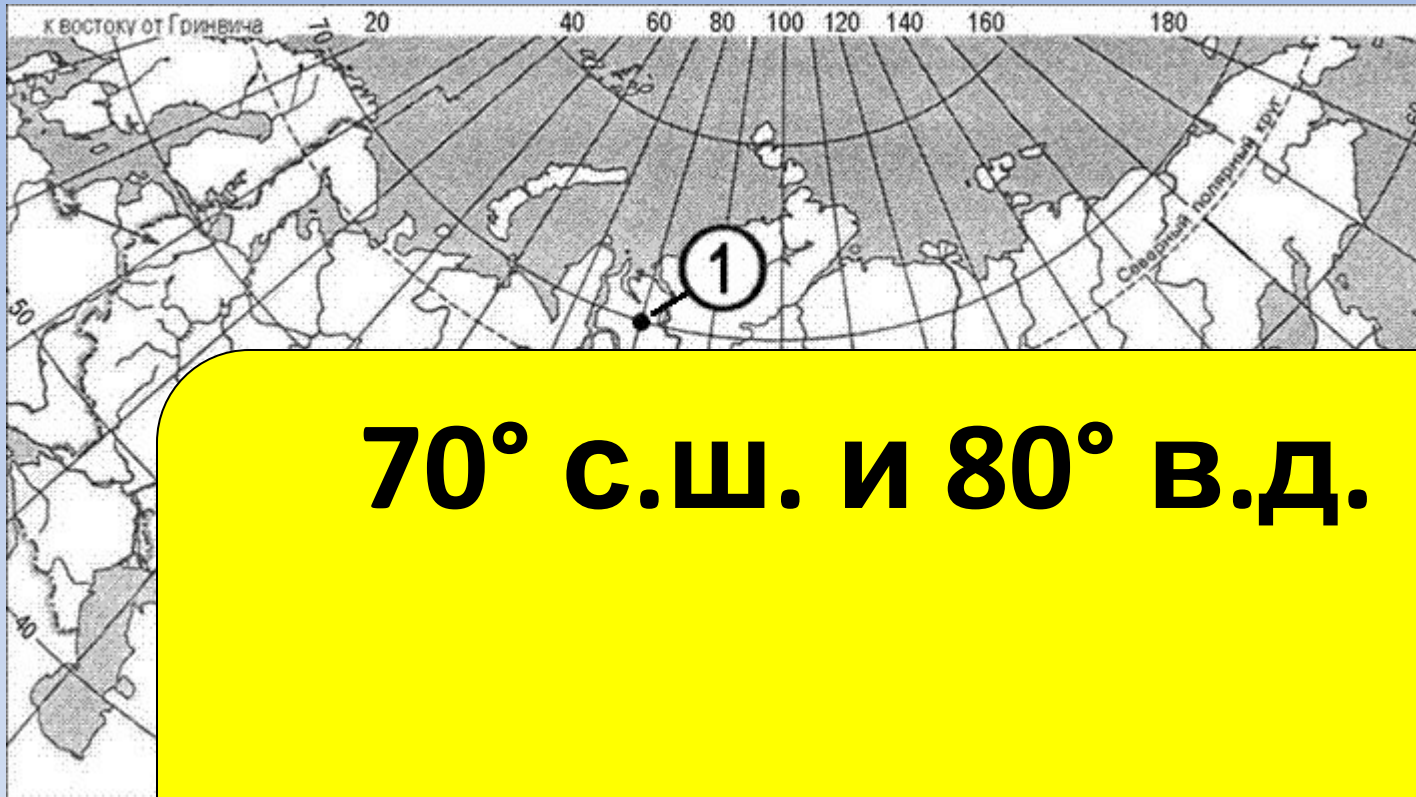 к востоку от Гринвича 70 20 40 60 80 100 120 140 160 180
60
Северный полярный круг
1
50
70° с.ш. и 80° в.д.
40